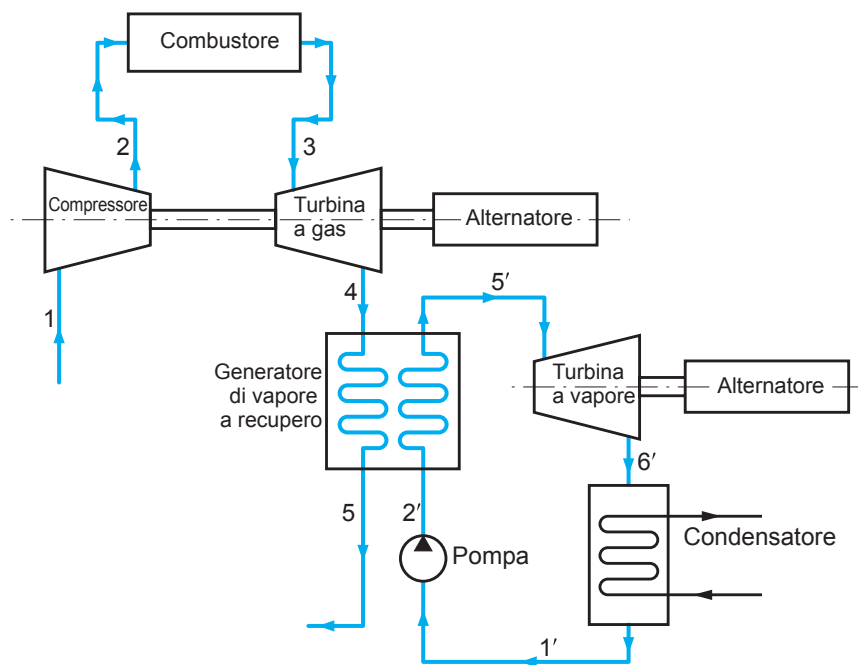 Combustore
2
3
Compressore
Turbina
a gas
Alternatore
1
4
5′
Generatore
di vapore
a recupero
Turbina
a vapore
Alternatore
6′
5
2′
Pompa
Condensatore
1′